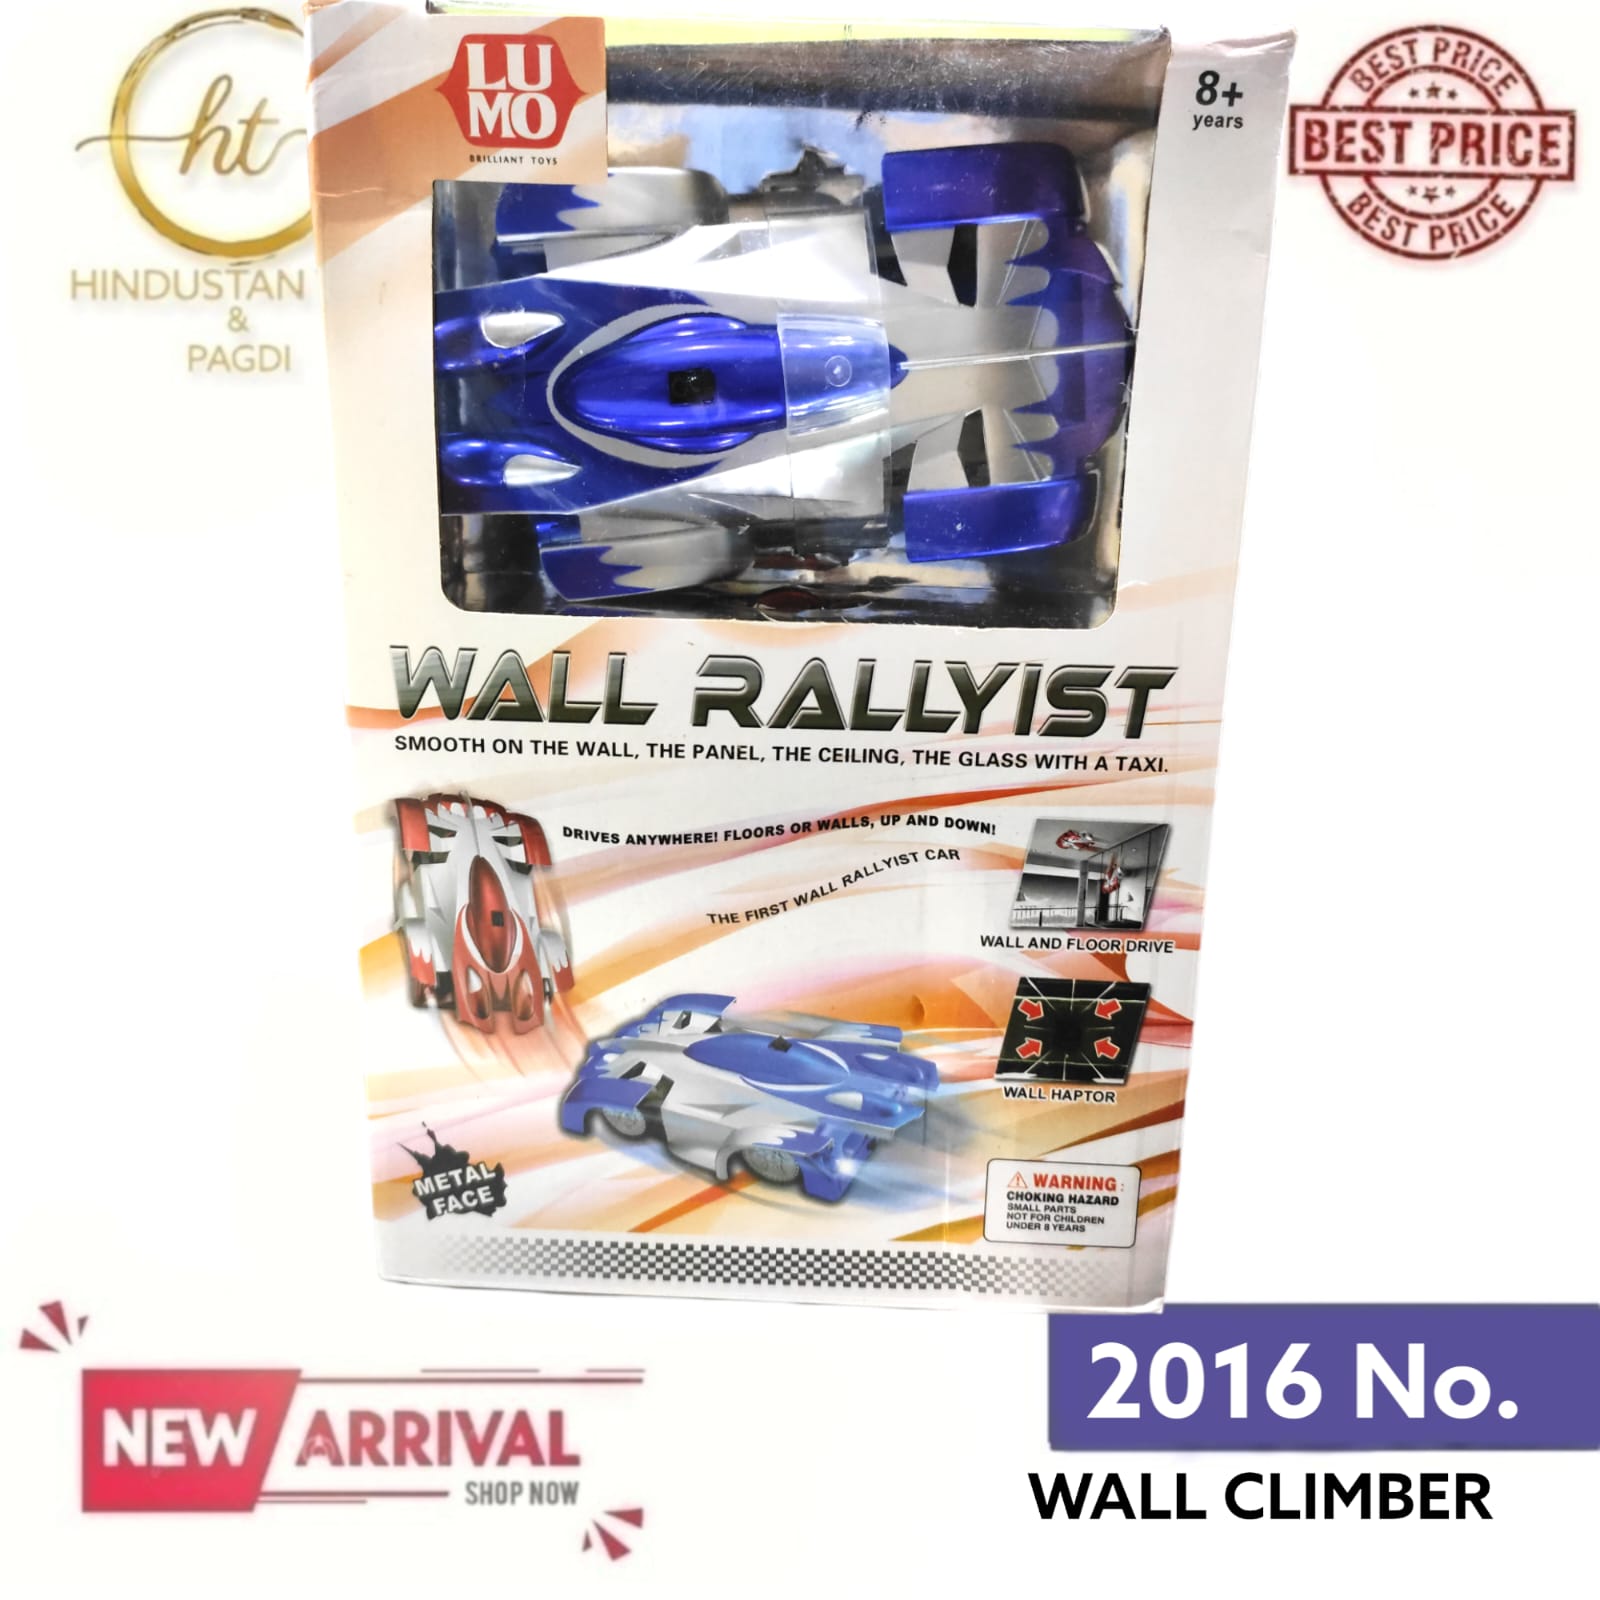 ht
HINDUSTAN
&
PAGDI
LU
MO
BRILLIANT TOYS
8+
years
BEST PRICE
BEST PRICE
BEST PRICE
WALL RALLYIST
SMOOTH ON THE WALL, THE PANEL, THE CEILING, THE GLASS WITH A TAXI.
DRIVES ANYWHERE! FLOORS OR WALLS, UP AND DOWN!
THE FIRST WALL RALLYIST CAR
WALL AND FLOOR DRIVE
WALL HAPTOR
METAL
FACE
WARNING:
CHOKING HAZARD
SMALL PARTS
NOT FOR CHILDREN
UNDER 8 YEARS
NEW ARRIVAL
SHOP NOW
2016 No.
WALL CLIMBER